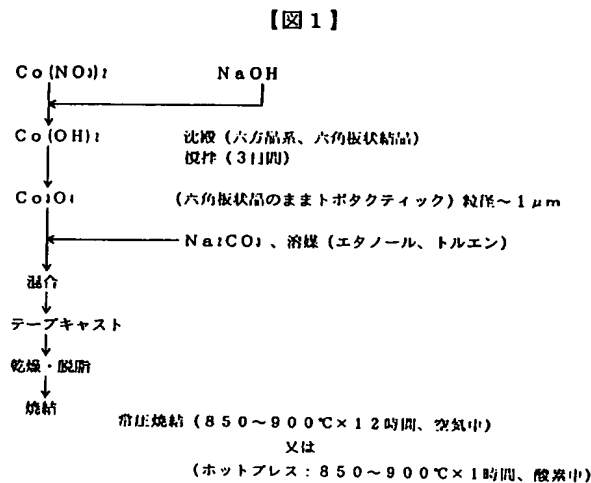 【図1】
Co(NO₃)₂ NaOH
Co(OH)₂ 沈殿(六方晶系、六角板状結晶)
撹拌(3日間)
Co₃O₄ (六角板状晶のままトポタクティック)粒径~1μm
Na₂CO₃、溶媒(エタノール、トルエン)
混合
テープキャスト
乾燥・脱脂
焼結
常圧焼結(850~900℃×12時間、空気中)
又は
(ホットプレス:850~900℃×1時間、酸素中)